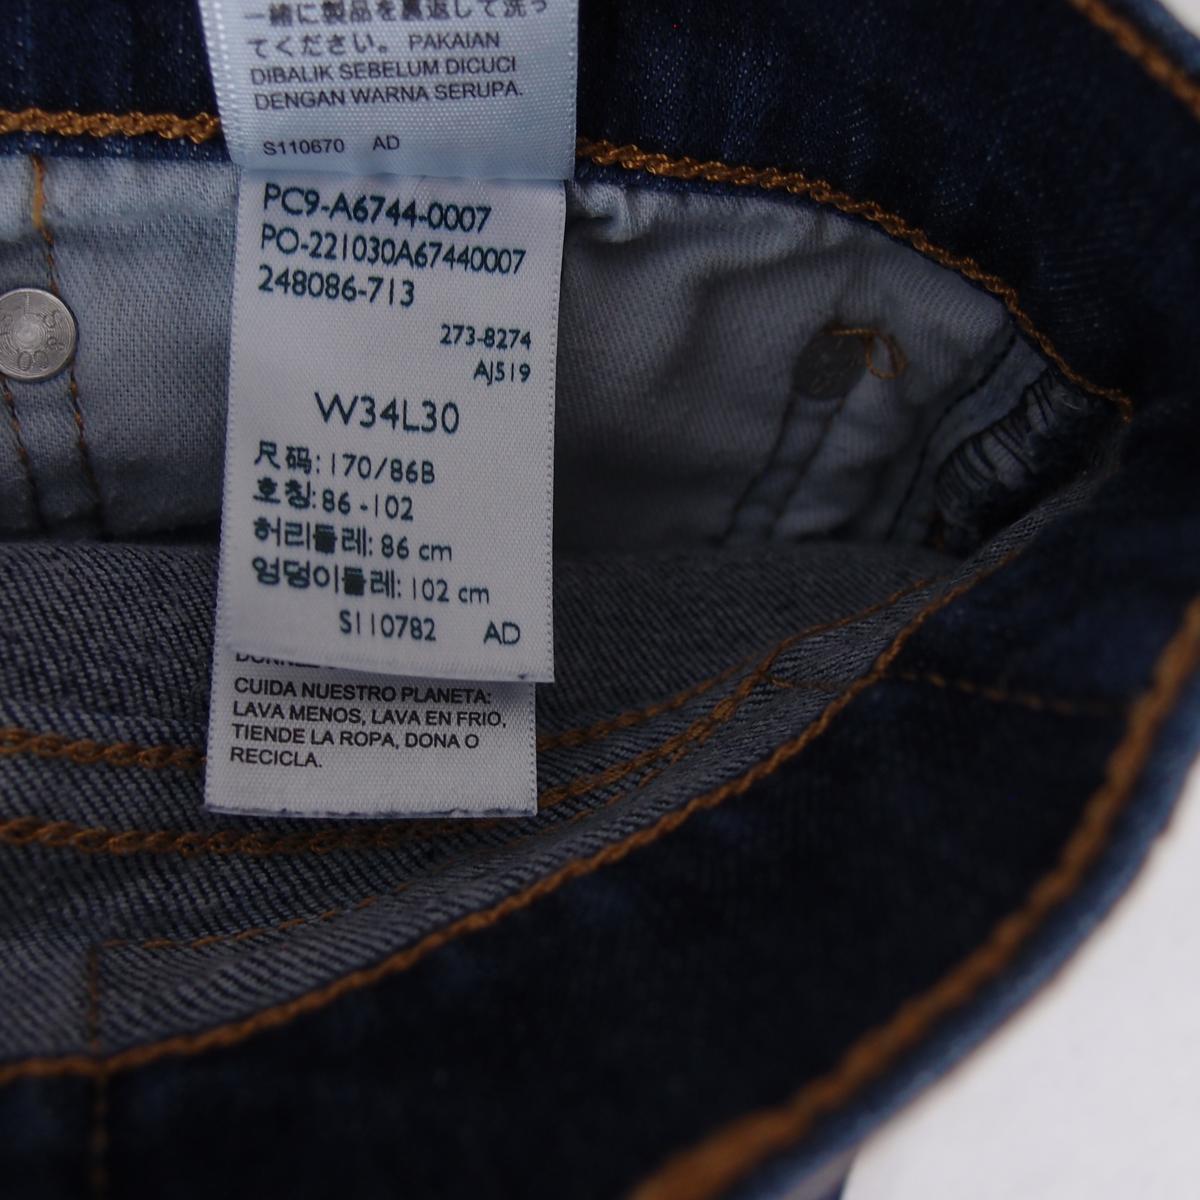 一緒に製品を裏返して洗っ
てください。 PAKAIAN
DIBALIK SEBELUM DICUCI
DENGAN WARNA SERUPA.
S110670 AD
PC9-A6744-0007
PO-221030A67440007
248086-713
273-8274
AJ519
W34L30
尺码: 170/86B
호칭: 86 -102
허리둘레: 86 cm
엉덩이둘레: 102 cm
S110782 AD
CUIDA NUESTRO PLANETA:
LAVA MENOS, LAVA EN FRIO,
TIENDE LA ROPA, DONA O
RECICLA.